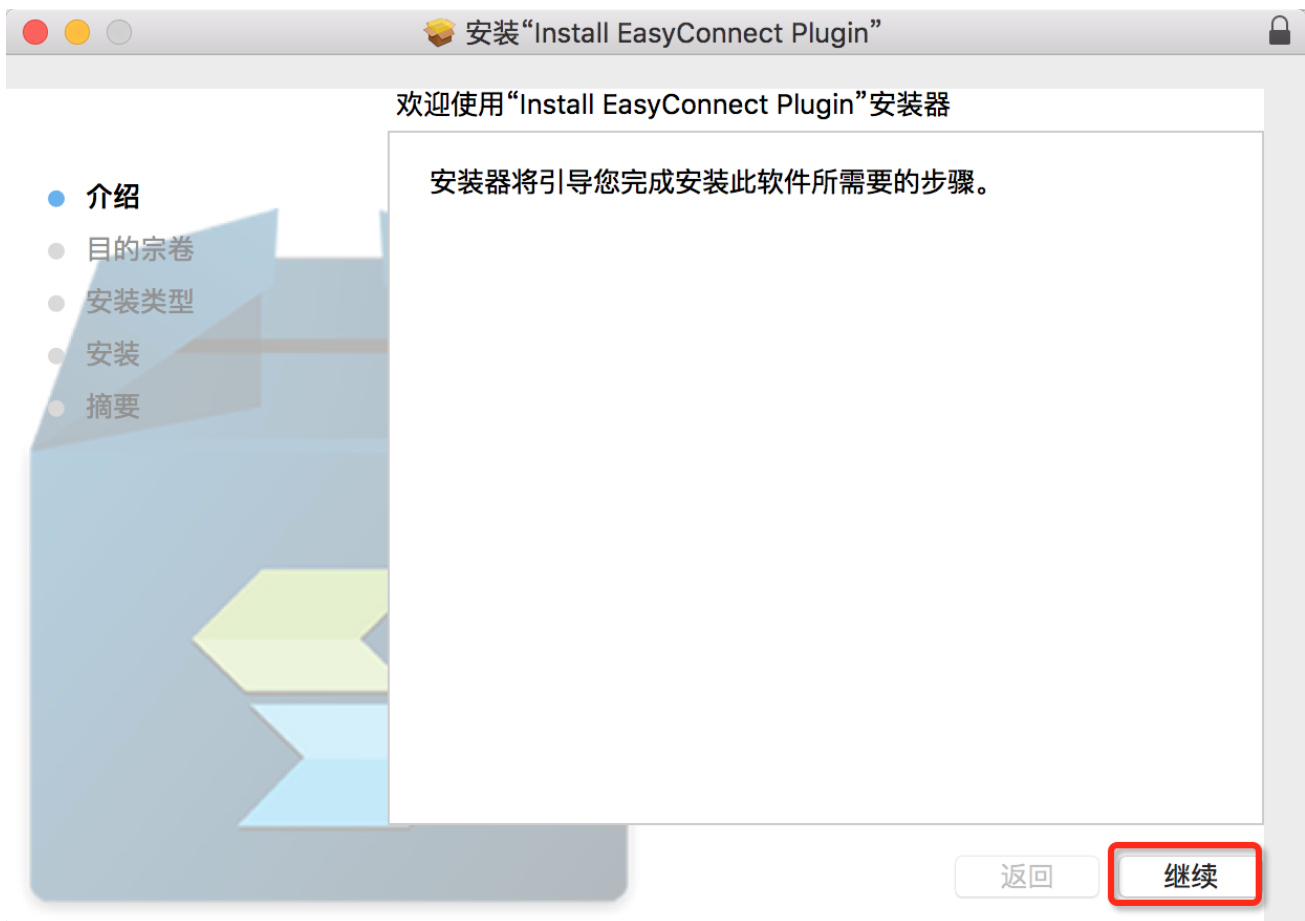 安装“Install EasyConnect Plugin”
欢迎使用“Install EasyConnect Plugin”安装器
介绍
目的宗卷
安装类型
安装
摘要
安装器将引导您完成安装此软件所需要的步骤。
返回
继续